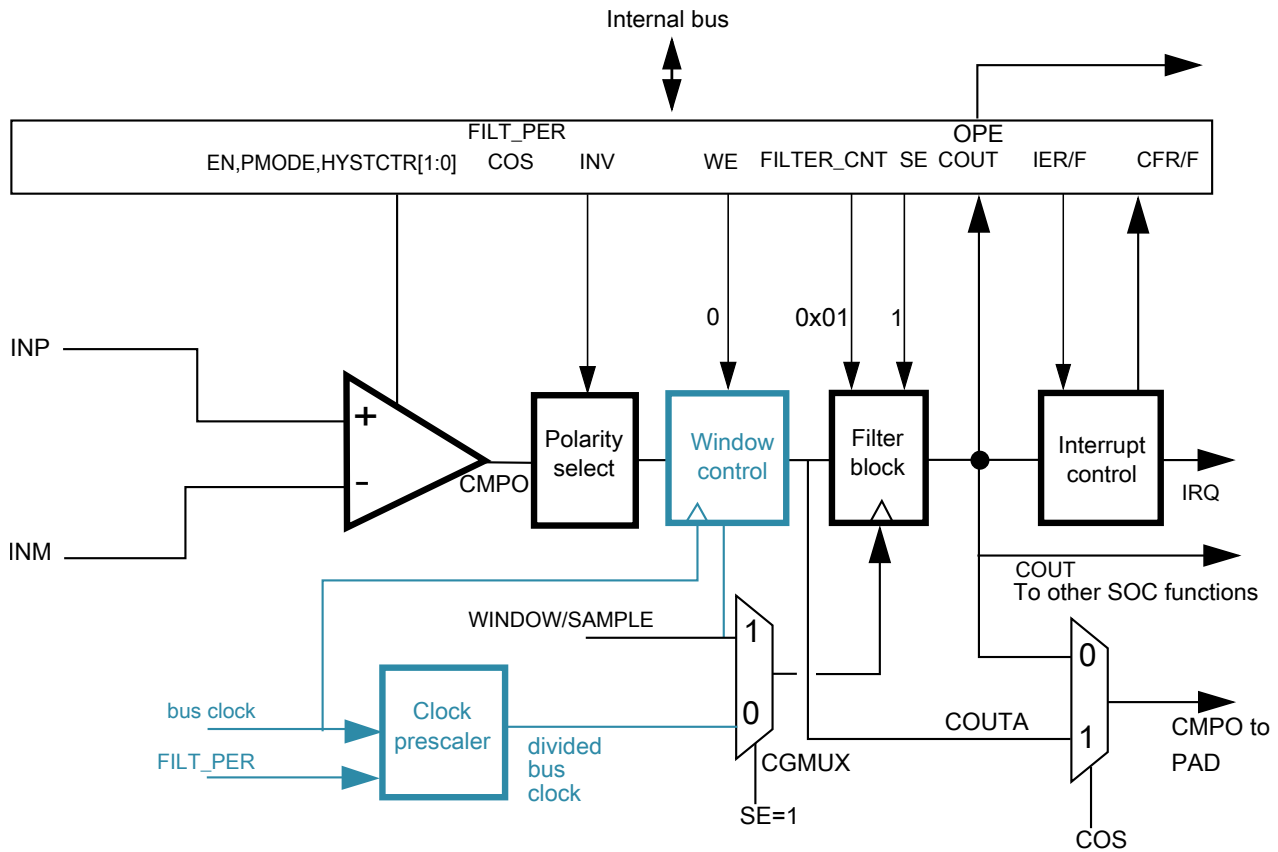 Internal bus
FILT_PER
OPE
EN,PMODE,HYSTCTR[1:0]
COS
INV
WE
FILTER_CNT
SE
COUT
IER/F
CFR/F
0
0x01
1
INP
INM
+
-
CMPO
Polarity
select
Window
control
Filter
block
Interrupt
control
IRQ
COUT
To other SOC functions
WINDOW/SAMPLE
1
0
CGMUX
SE=1
bus clock
FILT_PER
Clock
prescaler
divided
bus
clock
COUTA
0
1
COS
CMPO to
PAD